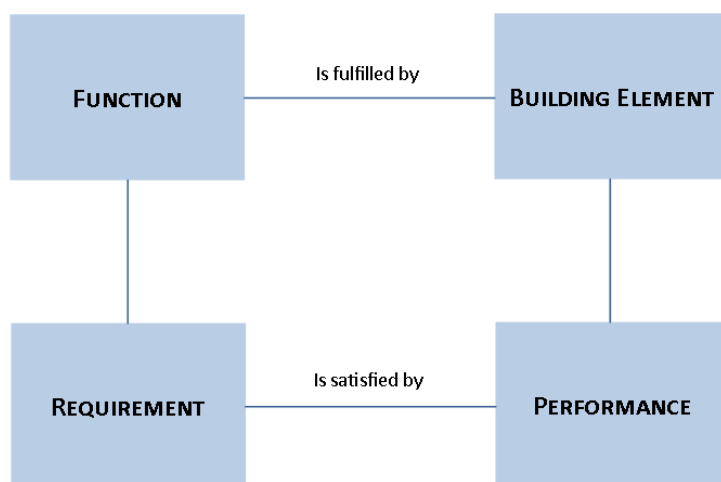 Is fulfilled by
FUNCTION
BUILDING ELEMENT
Is satisfied by
REQUIREMENT
PERFORMANCE